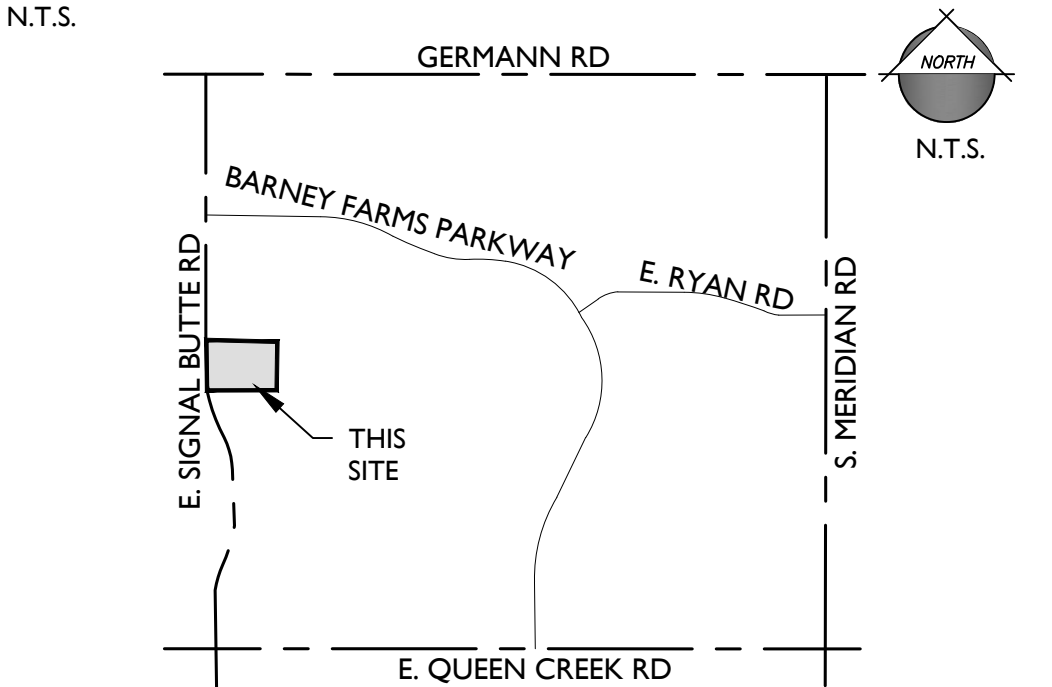 N.T.S.
GERMANN RD
NORTH
N.T.S.
BARNEY FARMS PARKWAY
E. RYAN RD
E. SIGNAL BUTTE RD
S. MERIDIAN RD
THIS
SITE
E. QUEEN CREEK RD